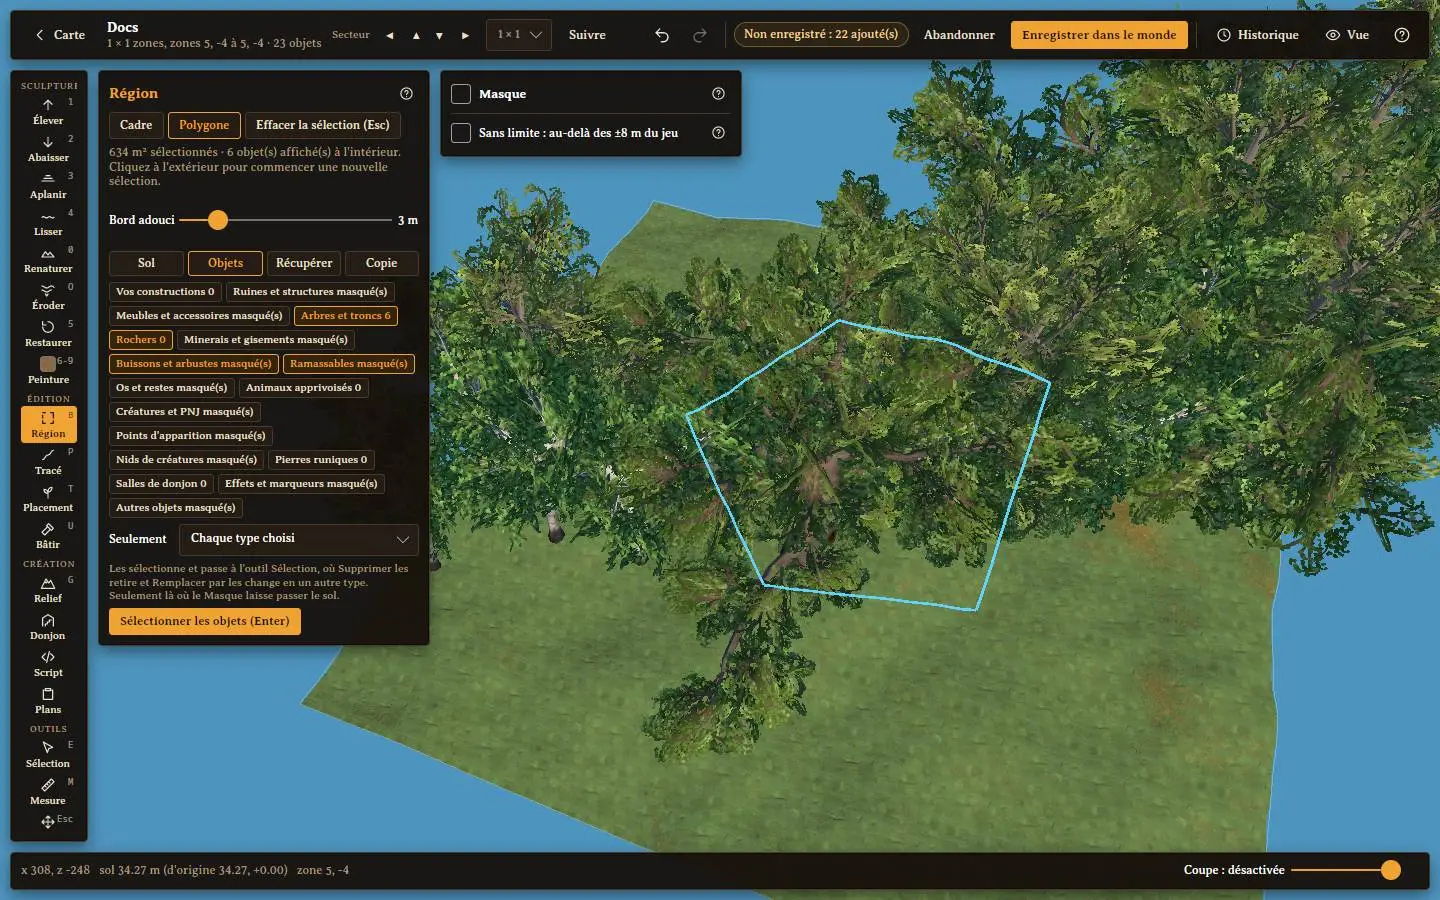 Carte
Docs
1 × 1 zones, zones 5, -4 à 5, -4 · 23 objets
Secteur
1 × 1
Suivre
Non enregistré : 22 ajouté(s)
Abandonner
Enregistrer dans le monde
Historique
Vue
SCULPTURE
1
Élever
2
Abaisser
3
Aplanir
4
Lisser
0
Renaturer
O
Éroder
5
Restaurer
6-9
Peinture
ÉDITION
B
Région
P
Tracé
T
Placement
U
Bâtir
CRÉATION
G
Relief
Donjon
Script
Plans
OUTILS
E
Sélection
M
Mesure
Esc
Région
Cadre
Polygone
Effacer la sélection (Esc)
634 m² sélectionnés · 6 objet(s) affiché(s) à l'intérieur.
Cliquez à l'extérieur pour commencer une nouvelle
sélection.
Bord adouci
3 m
Sol
Objets
Récupérer
Copie
Vos constructions 0
Ruines et structures masqué(s)
Meubles et accessoires masqué(s)
Arbres et troncs 6
Rochers 0
Minerais et gisements masqué(s)
Buissons et arbustes masqué(s)
Ramassables masqué(s)
Os et restes masqué(s)
Animaux apprivoisés 0
Créatures et PNJ masqué(s)
Points d'apparition masqué(s)
Nids de créatures masqué(s)
Pierres runiques 0
Salles de donjon 0
Effets et marqueurs masqué(s)
Autres objets masqué(s)
Seulement
Chaque type choisi
Les sélectionne et passe à l'outil Sélection, où Supprimer les
retire et Remplacer par les change en un autre type.
Seulement là où le Masque laisse passer le sol.
Sélectionner les objets (Enter)
Masque
Sans limite : au-delà des ±8 m du jeu
x 308, z -248 sol 34.27 m (d'origine 34.27, +0.00) zone 5, -4
Coupe : désactivée